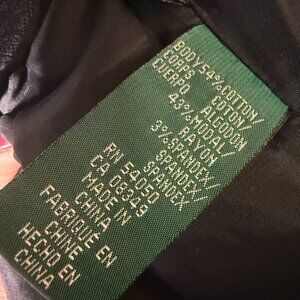 BODY 54% COTTON/
CORPS COTON/
CUERPO ALGODON
43% MODAL/
RAYON
3% SPANDEX/
SPANDEX/
SPANDEX
RN 54050
CA 08349
MADE IN
CHINA
FABRIQUE EN
CHINE
HECHO EN
CHINA